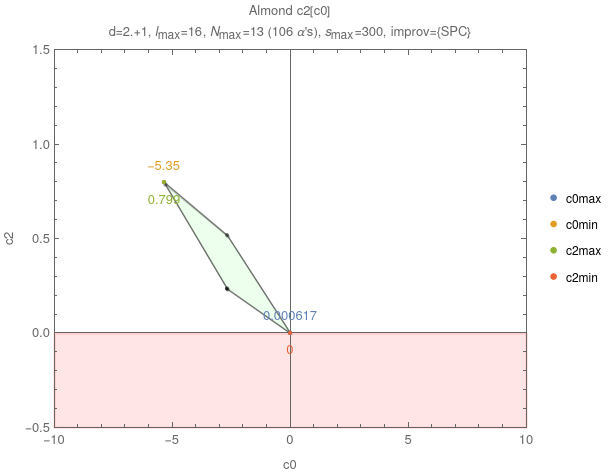 Almond c2[c0]
d=2.+1, lmax=16, Nmax=13 (106 α's), smax=300, improv={SPC}
1.5
1.0
−5.35
0.799
c0max
c0min
c2
0.5
c2max
c2min
0.000617
0.0
0
−0.5
−10
−5
0
5
10
c0